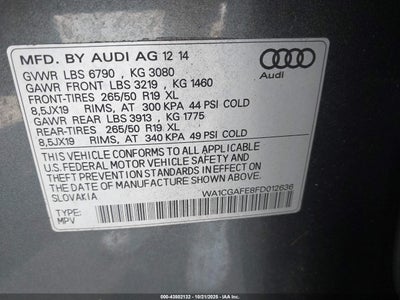 MFD. BY AUDI AG 12 14
GVWR LBS 6790 , KG 3080
GAWR FRONT LBS 3219 , KG 1460
FRONT-TIRES 265/50 R19 XL
8,5JX19 RIMS, AT 300 KPA 44 PSI COLD
GAWR REAR LBS 3913 , KG 1775
REAR-TIRES 265/50 R19 XL
8,5JX19 RIMS, AT 340 KPA 49 PSI COLD
Audi
THIS VEHICLE CONFORMS TO ALL APPLICABLE
U.S. FEDERAL MOTOR VEHICLE SAFETY AND
THEFT PREVENTION STANDARDS IN EFFECT ON
THE DATE OF MANUFACTURE SHOWN ABOVE
SLOVAKIA
WA1CGAFE8FD012636
TYPE:
MPV
000-43502133 - 10/21/2025 - IAAI.COM